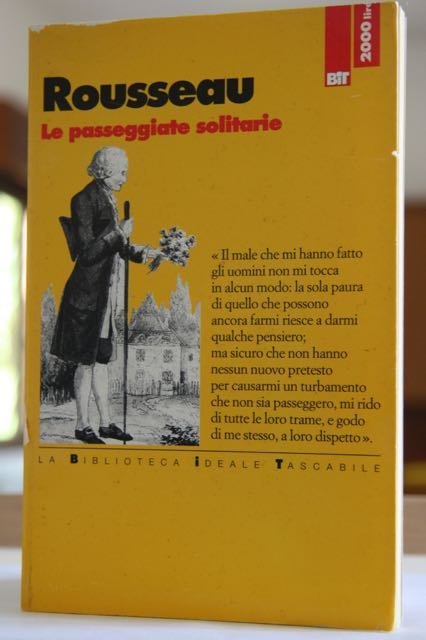 BIT
2000 lire
Rousseau
Le passeggiate solitarie
« Il male che mi hanno fatto
gli uomini non mi tocca
in alcun modo: la sola paura
di quello che possono
ancora farmi riesce a darmi
qualche pensiero;
ma sicuro che non hanno
nessun nuovo pretesto
per causarmi un turbamento
che non sia passeggero, mi rido
di tutte le loro trame, e godo
di me stesso, a loro dispetto ».
LA BIBLIOTECA IDEALE TASCABILE